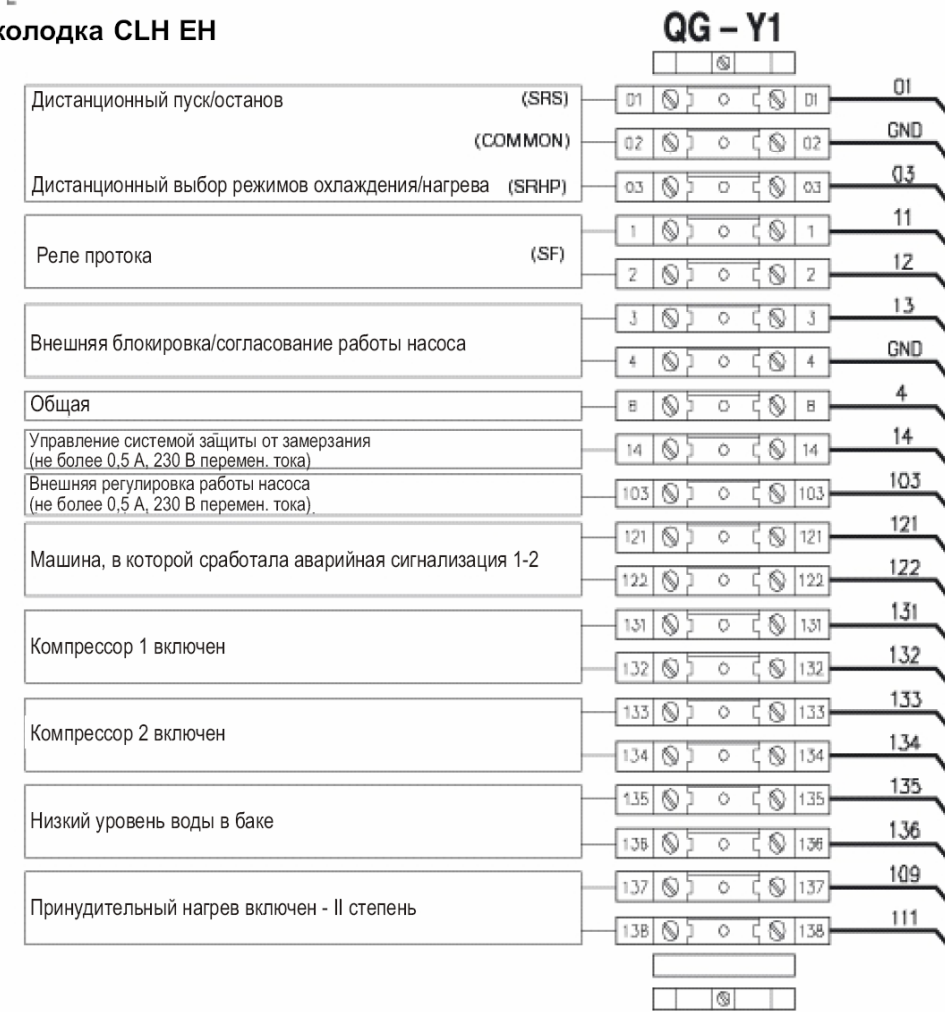 колодка CLH EH
QG – Y1
Дистанционный пуск/останов (SRS) 01 01 01
(COMMON) 02 02 GND
Дистанционный выбор режимов охлаждения/нагрева (SRHP) 03 03 03
1 1 11
Реле протока (SF)
2 2 12
3 3 13
Внешняя блокировка/согласование работы насоса
4 4 GND
Общая 8 8 4
Управление системой защиты от замерзания
(не более 0,5 А, 230 В перемен. тока) 14 14 14
Внешняя регулировка работы насоса
(не более 0,5 А, 230 В перемен. тока) 103 103 103
121 121 121
Машина, в которой сработала аварийная сигнализация 1-2
122 122 122
131 131 131
Компрессор 1 включен
132 132 132
133 133 133
Компрессор 2 включен
134 134 134
135 135 135
Низкий уровень воды в баке
136 136 136
137 137 109
Принудительный нагрев включен - II степень
138 138 111